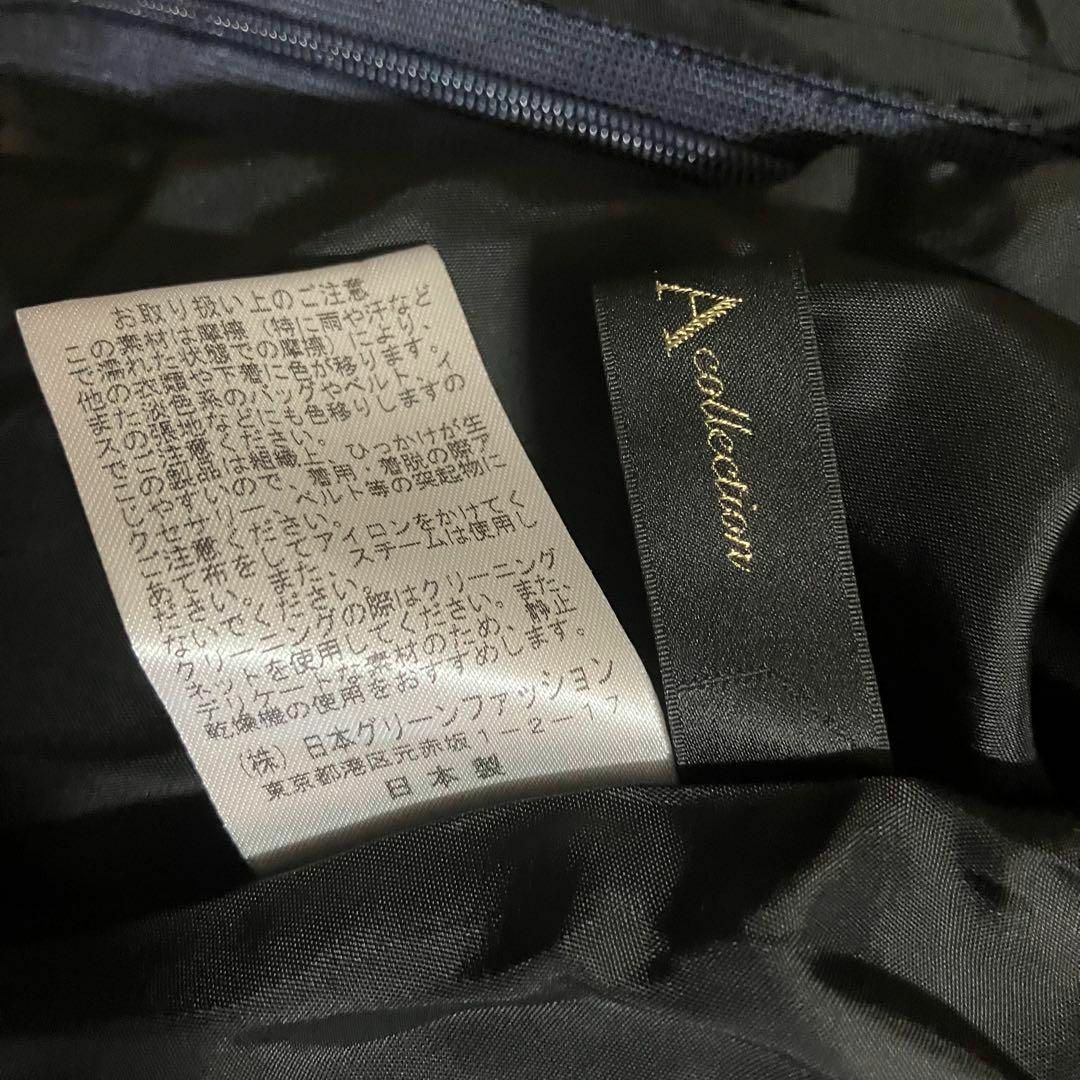 お取り扱い上のご注意
この素材は摩擦（特に雨や汗など
で濡れた状態での摩擦）により、
他の衣類や下着に色が移ります。
また淡色系のバッグやベルト、イ
スの張地などにも色移りしますの
でご注意ください。
この製品は組織上、ひっかけが生
じやすいので、着用・着脱の際ア
クセサリー、ベルト等の突起物に
ご注意ください。
あて布をしてアイロンをかけてく
ださい。またスチームは使用し
ないでください。
クリーニングの際はクリーニング
ネットを使用してください。また、
デリケートな素材のため、静止
乾燥機の使用をおすすめします。
（株）日本グリーンファッション
東京都港区元赤坂1－2－17
日本製
A collection